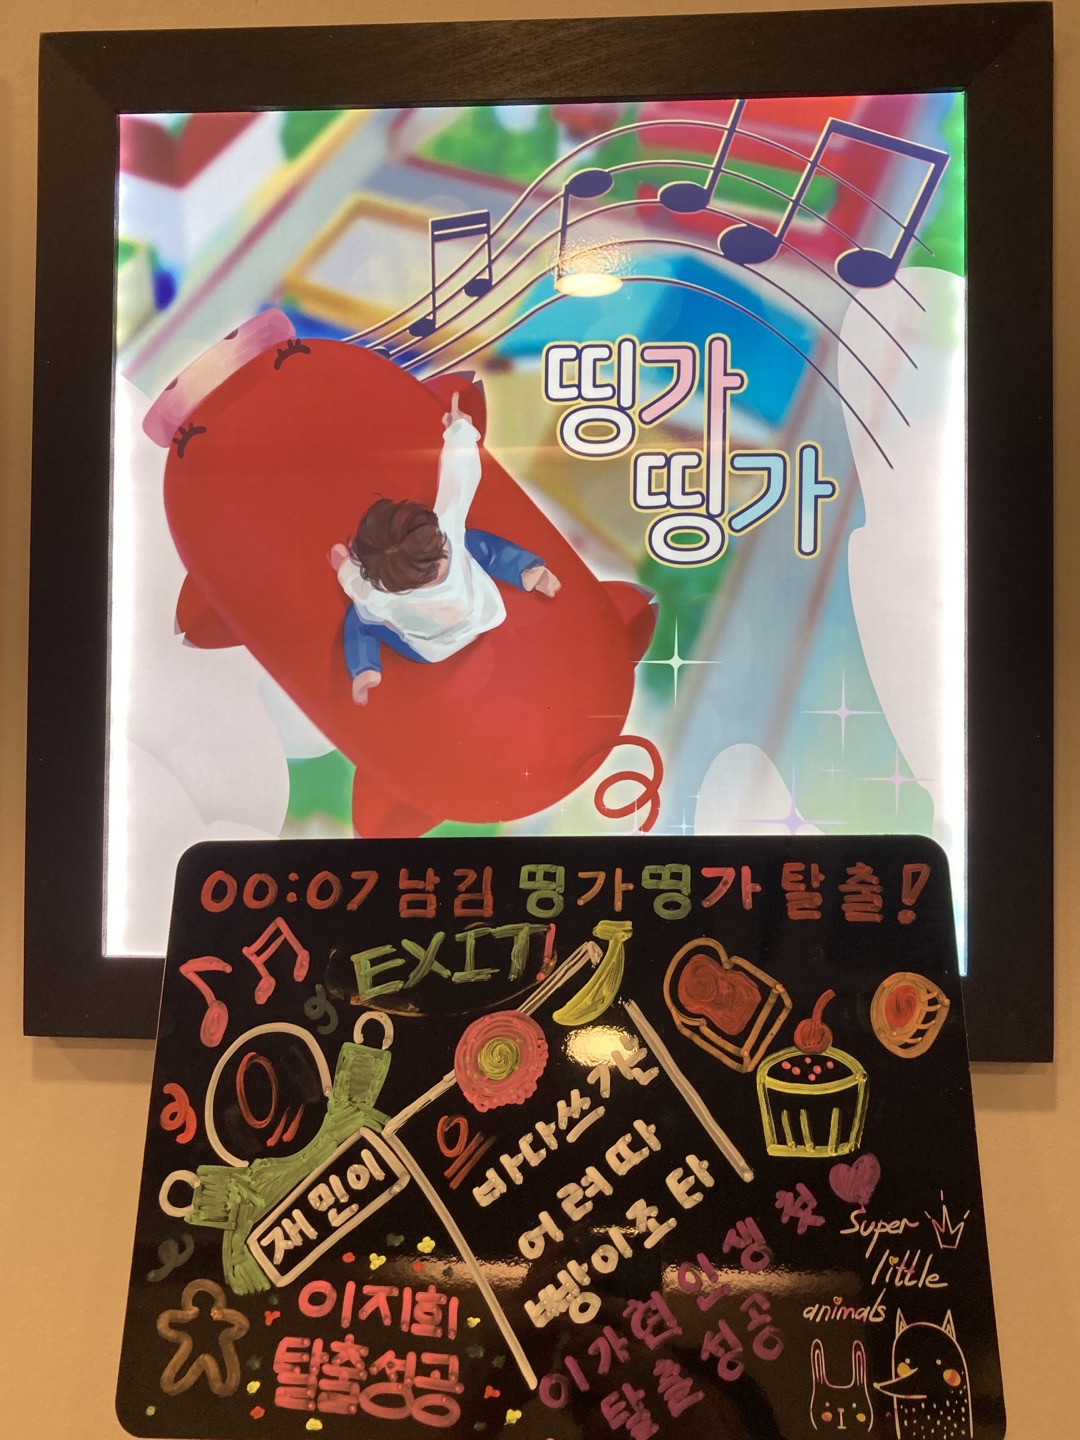 띵가
띵가
00:07 남김 띵가띵가 탈출!
EXIT!
재민이
바다쓰기
어려따
빵이조타
이지희
탈출성공
이가현 인생 첫
탈출 성공
Super
little
animals